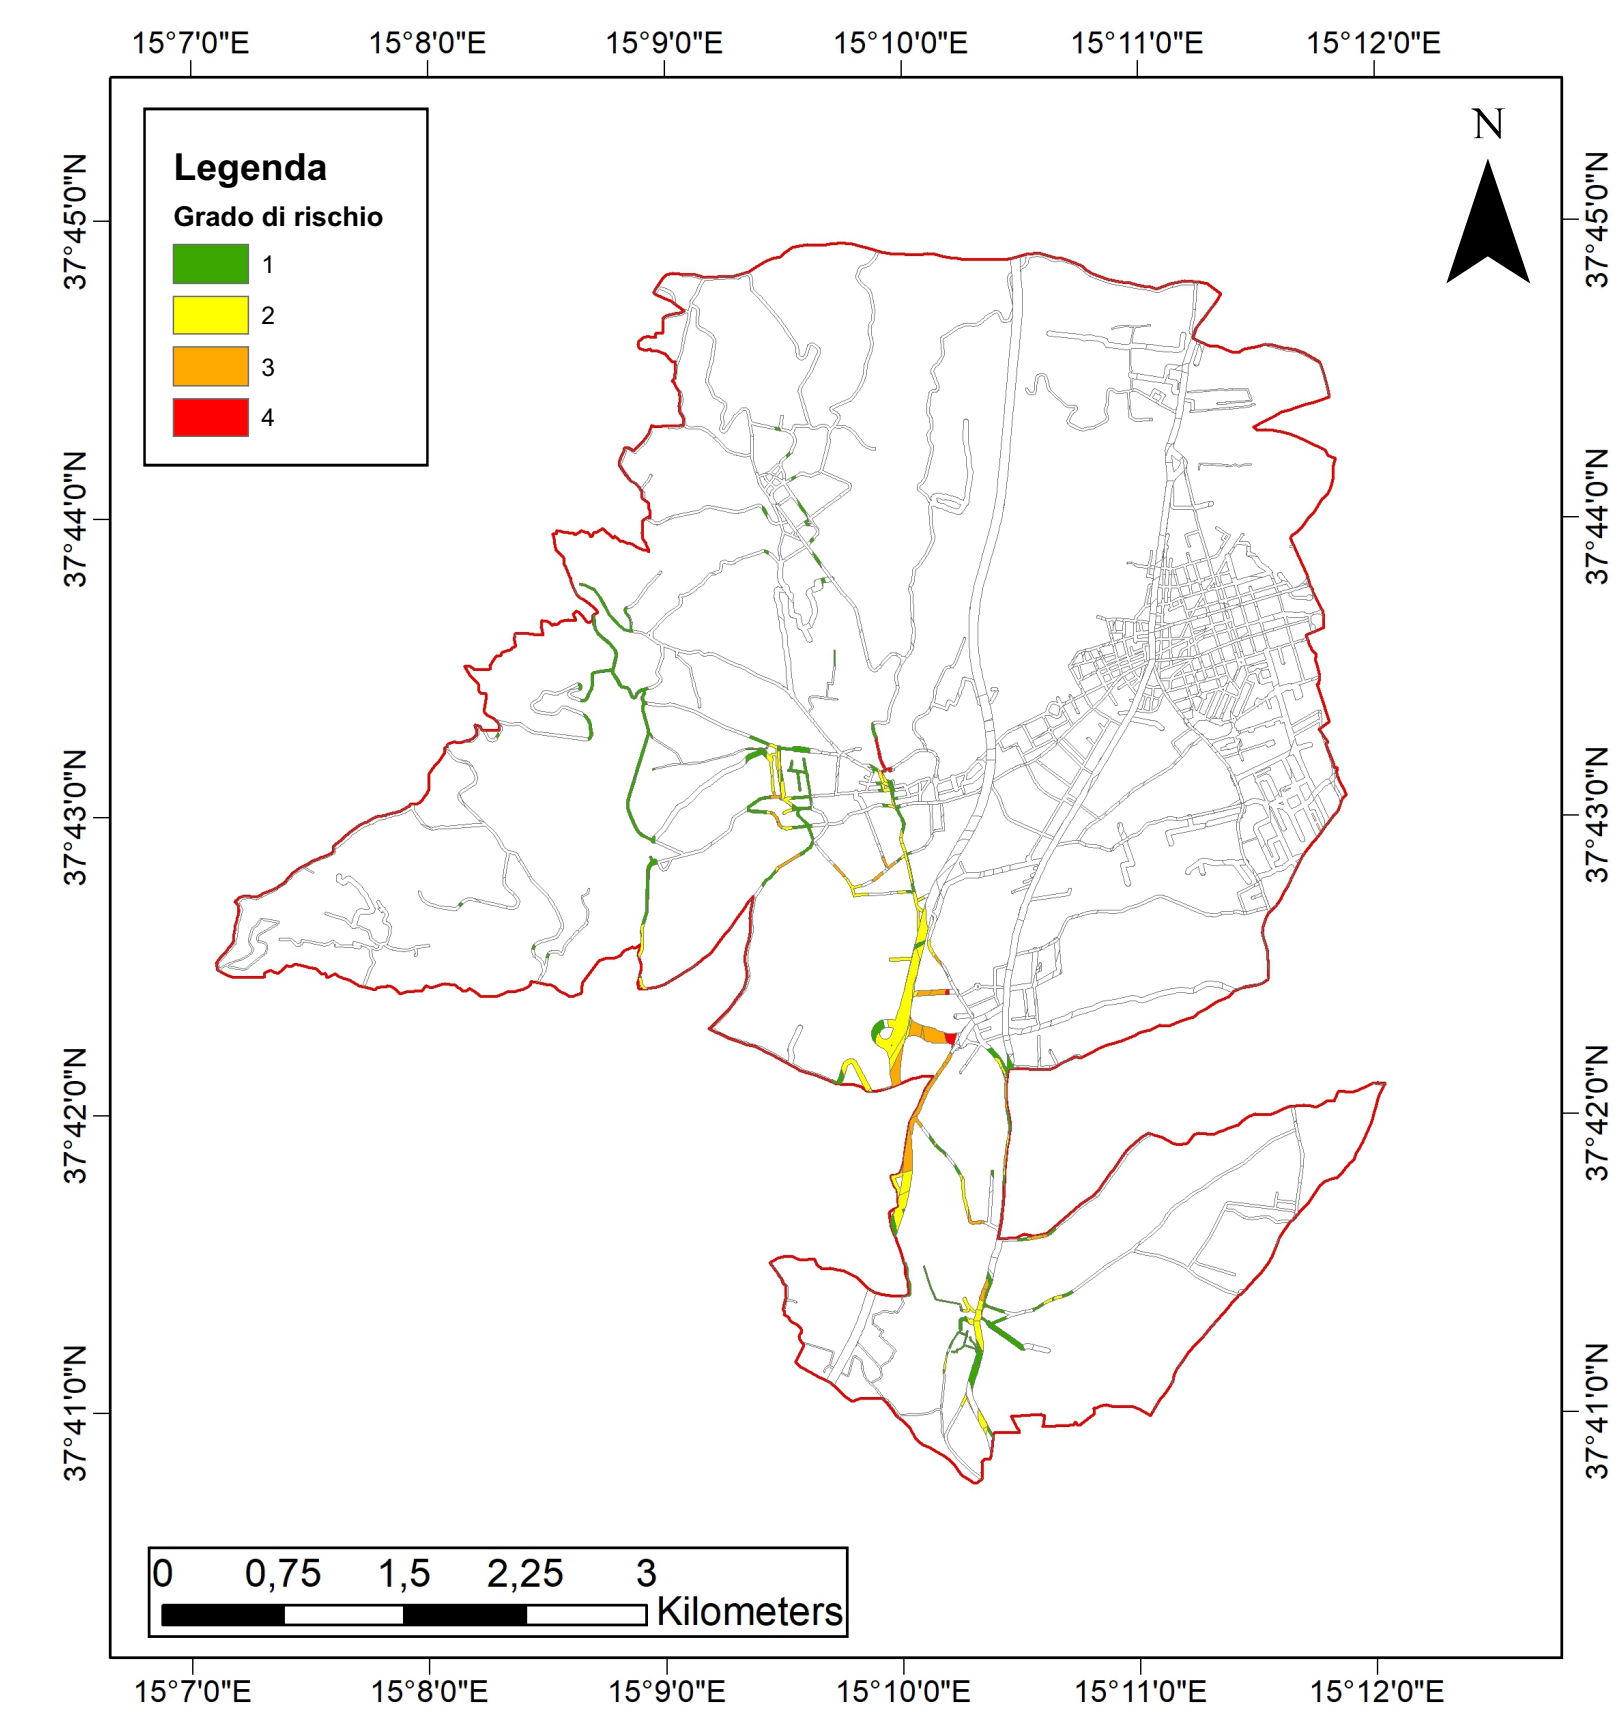 15°7'0"E 15°8'0"E 15°9'0"E 15°10'0"E 15°11'0"E 15°12'0"E
Legenda
Grado di rischio
1
2
3
4
N
37°45'0"N 37°45'0"N
37°44'0"N 37°44'0"N
37°43'0"N 37°43'0"N
37°42'0"N 37°42'0"N
37°41'0"N 37°41'0"N
0 0,75 1,5 2,25 3
Kilometers
15°7'0"E 15°8'0"E 15°9'0"E 15°10'0"E 15°11'0"E 15°12'0"E